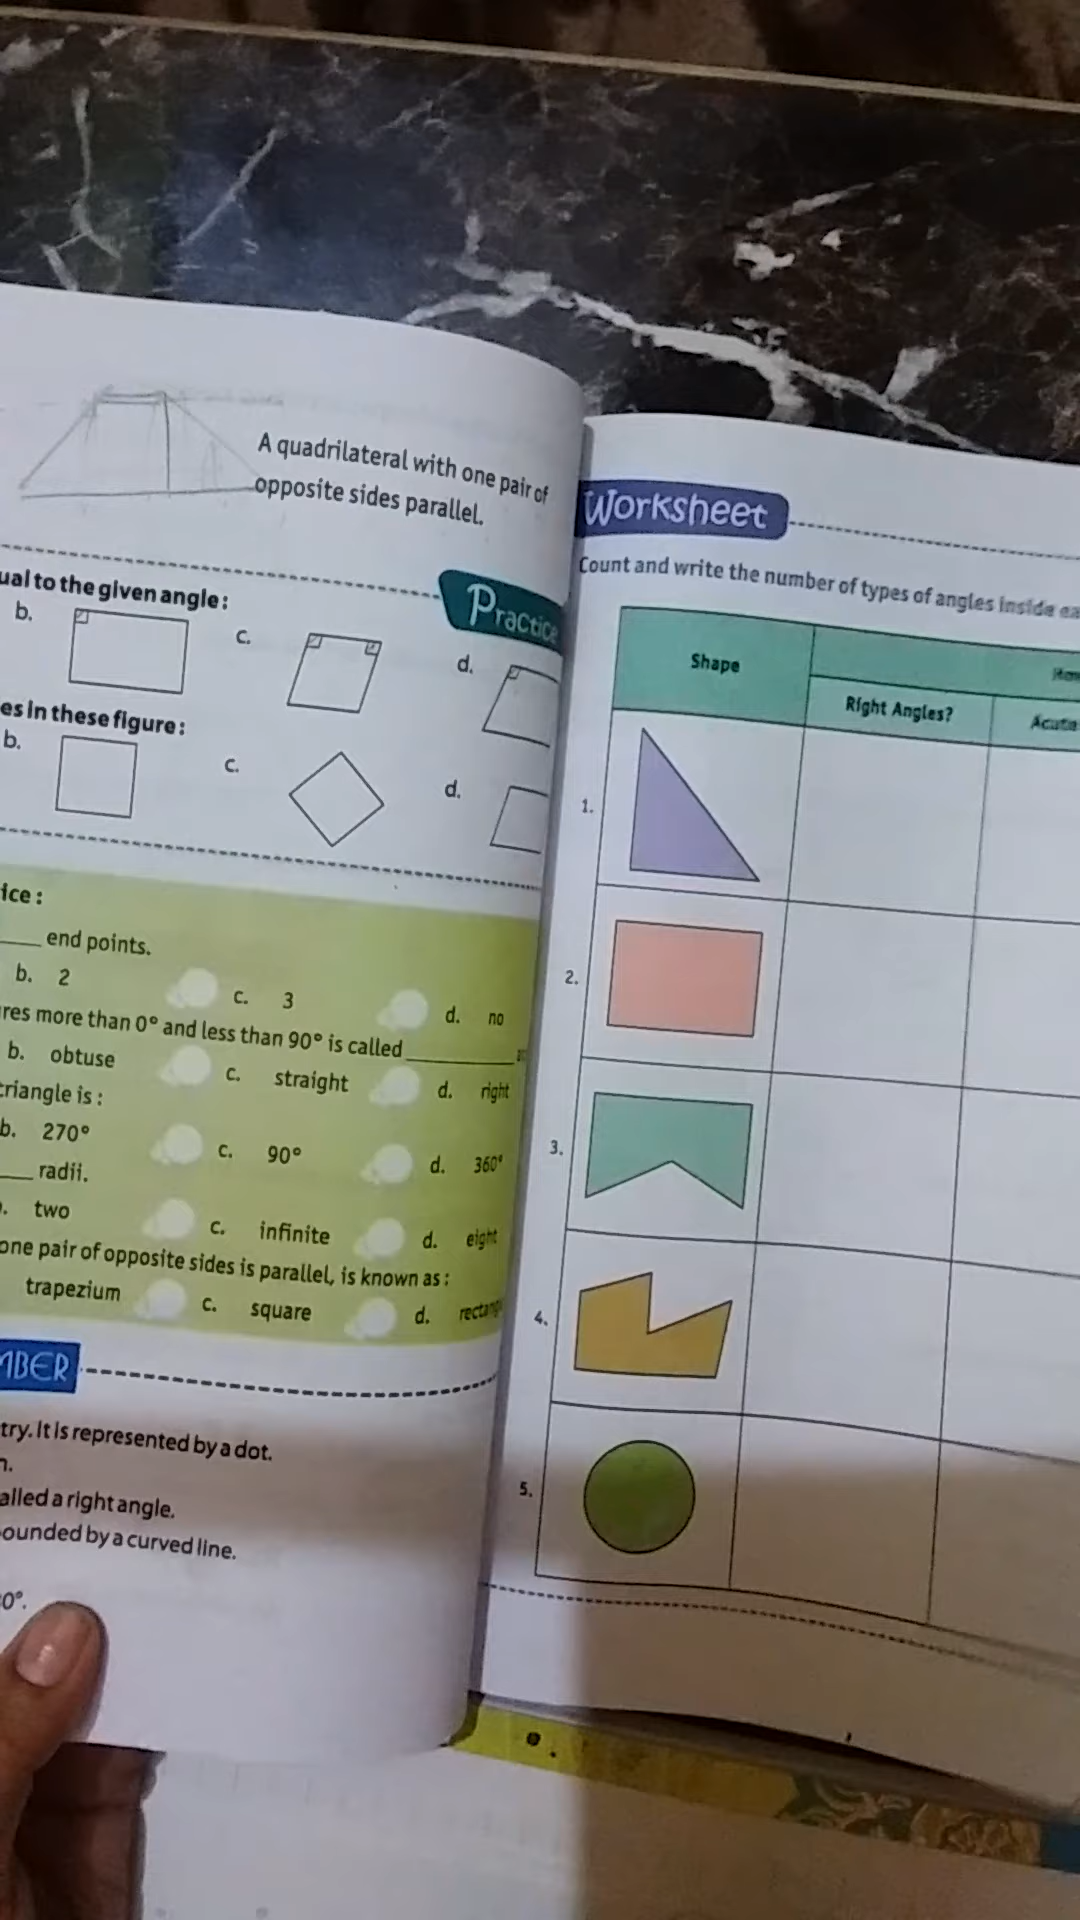 A quadrilateral with one pair of
opposite sides parallel.
Practice
ual to the given angle:
b.
c.
d.
es in these figure:
b.
c.
d.
ice:
end points.
b. 2
c. 3
d. no
res more than 0° and less than 90° is called
b. obtuse
c. straight
d. right
triangle is:
b. 270°
c. 90°
d. 360°
radii.
two
c. infinite
d. eight
one pair of opposite sides is parallel, is known as:
trapezium
c. square
d. rectang
MBER
try. It is represented by a dot.
n.
alled a right angle.
ounded by a curved line.
0°.
Worksheet
Count and write the number of types of angles inside ea
Shape
Right Angles?
Acute
1.
2.
3.
4.
5.